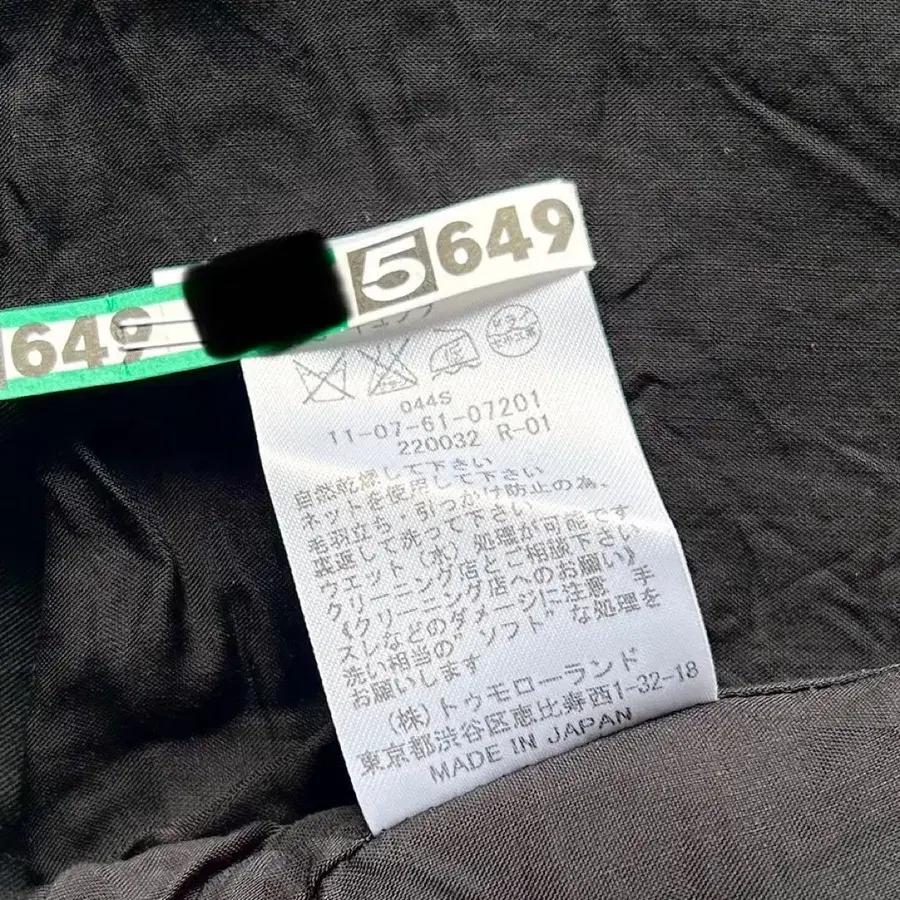 5649
649
044S
11-07-61-07201
220032 R-01
自然乾燥して下さい
ネットを使用して下さい
毛羽立ち・引っかけ防止の為、
裏返して洗って下さい
ウエット(水)処理が可能です
クリーニング店とご相談下さい
《クリーニング店へのお願い》
スレなどのダメージに注意 手
洗い相当の"ソフト"な処理を
お願いします
(株)トゥモローランド
東京都渋谷区恵比寿西1-32-18
MADE IN JAPAN